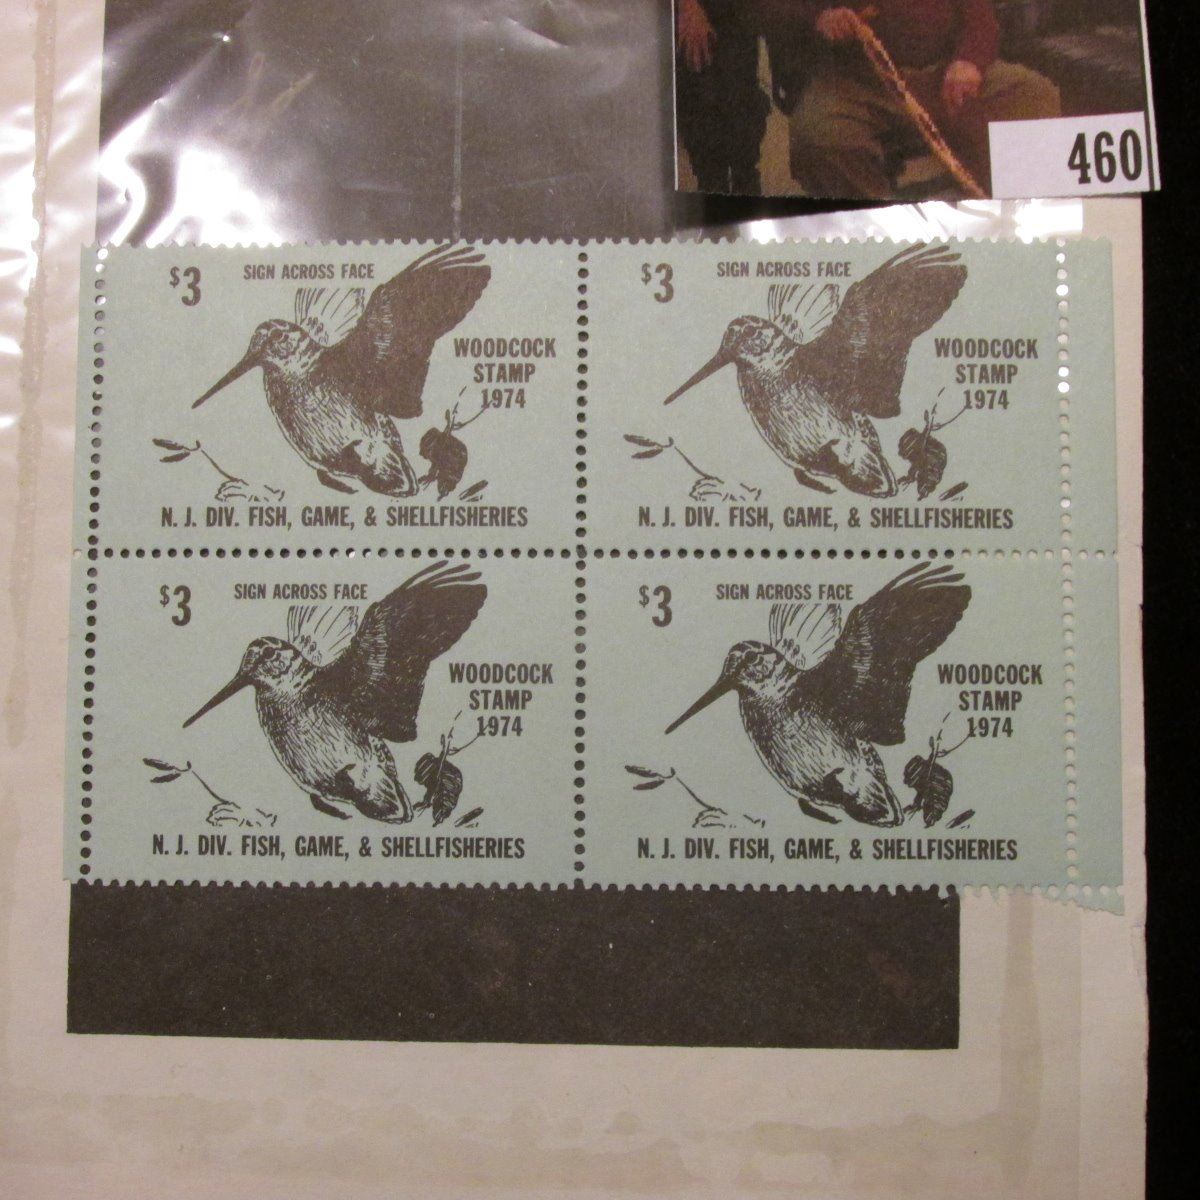 460
$3
SIGN ACROSS FACE
WOODCOCK
STAMP
1974
N. J. DIV. FISH, GAME, & SHELLFISHERIES
$3
SIGN ACROSS FACE
WOODCOCK
STAMP
1974
N. J. DIV. FISH, GAME, & SHELLFISHERIES
$3
SIGN ACROSS FACE
WOODCOCK
STAMP
1974
N. J. DIV. FISH, GAME, & SHELLFISHERIES
$3
SIGN ACROSS FACE
WOODCOCK
STAMP
1974
N. J. DIV. FISH, GAME, & SHELLFISHERIES